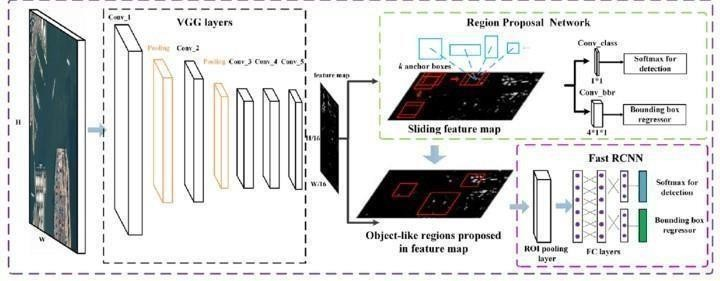 VGG layers
Conv_1
Pooling
Conv_2
Pooling
Conv_3
Conv_4
Conv_5
H
W
feature map
H/16
W/16
Region Proposal Network
k anchor boxes
Sliding feature map
Conv_class
1*1
Softmax for
detection
Conv_bbr
4*1*1
Bounding box
regressor
Object-like regions proposed
in feature map
Fast RCNN
ROI pooling
layer
FC layers
Softmax for
detection
Bounding box
regressor